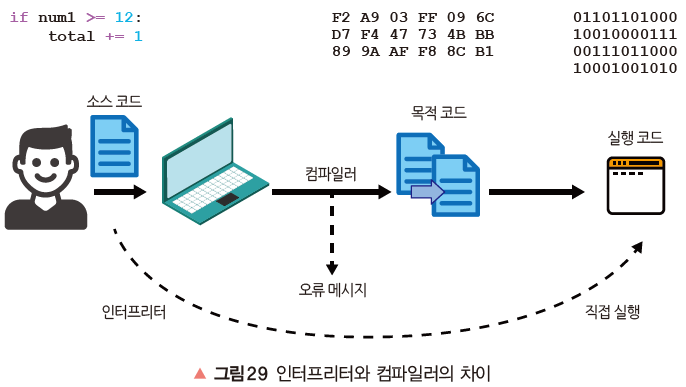 if num1 >= 12:
    total += 1
F2 A9 03 FF 09 6C
D7 F4 47 73 4B BB
89 9A AF F8 8C B1
01101101000
10010000111
00111011000
10001001010
소스 코드
목적 코드
실행 코드
컴파일러
오류 메시지
인터프리터
직접 실행
▲ 그림29 인터프리터와 컴파일러의 차이